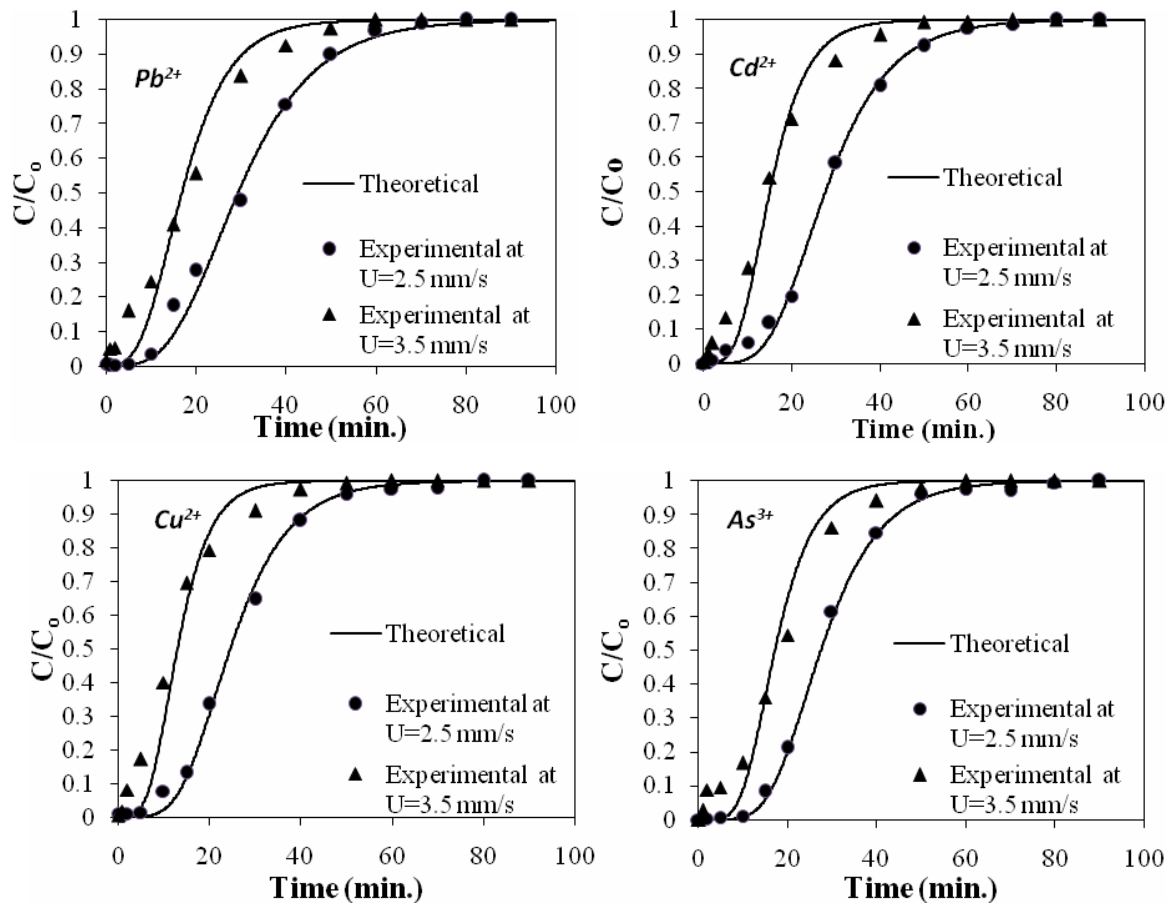 1
0.9
0.8
0.7
0.6
0.5
0.4
0.3
0.2
0.1
0
C/Co
Pb2+
Theoretical
Experimental at
U=2.5 mm/s
Experimental at
U=3.5 mm/s
0 20 40 60 80 100
Time (min.)
1
0.9
0.8
0.7
0.6
0.5
0.4
0.3
0.2
0.1
0
C/Co
Cd2+
Theoretical
Experimental at
U=2.5 mm/s
Experimental at
U=3.5 mm/s
0 20 40 60 80 100
Time (min.)
1
0.9
0.8
0.7
0.6
0.5
0.4
0.3
0.2
0.1
0
C/Co
Cu2+
Theoretical
Experimental at
U=2.5 mm/s
Experimental at
U=3.5 mm/s
0 20 40 60 80 100
Time (min.)
1
0.9
0.8
0.7
0.6
0.5
0.4
0.3
0.2
0.1
0
C/Co
As3+
Theoretical
Experimental at
U=2.5 mm/s
Experimental at
U=3.5 mm/s
0 20 40 60 80 100
Time (min.)